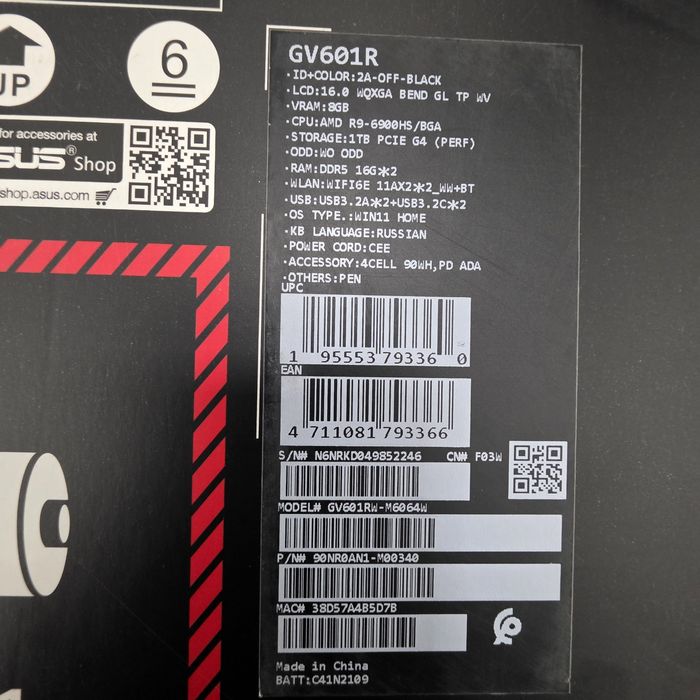 UP
6
for accessories at
SUS® Shop
shop.asus.com
GV601R
·ID+COLOR:2A-OFF-BLACK
·LCD:16.0 WQXGA BEND GL TP WV
·VRAM:8GB
·CPU:AMD R9-6900HS/BGA
·STORAGE:1TB PCIE G4 (PERF)
·ODD:WO ODD
·RAM:DDR5 16G*2
·WLAN:WIFI6E 11AX2*2_WW+BT
·USB:USB3.2A*2+USB3.2C*2
·OS TYPE.:WIN11 HOME
·KB LANGUAGE:RUSSIAN
·POWER CORD:CEE
·ACCESSORY:4CELL 90WH,PD ADA
·OTHERS:PEN
UPC
1 95553 79336 0
EAN
4 711081 793366
S/N# N6NRKD049852246 CN# F03W
MODEL# GV601RW-M6064W
P/N# 90NR0AN1-M00340
MAC# 38D57A4B5D7B
Made in China
BATT:C41N2109